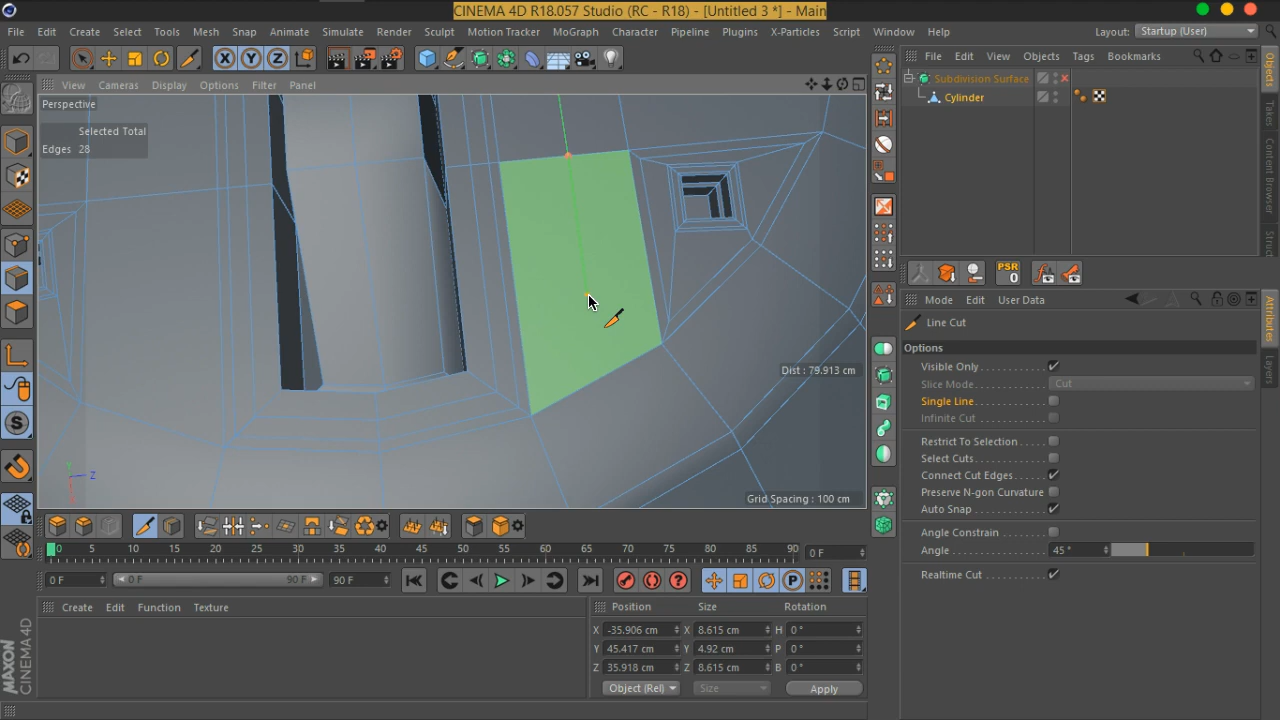 CINEMA 4D R18.057 Studio (RC - R18) - [Untitled 3 *] - Main
File Edit Create Select Tools Mesh Snap Animate Simulate Render Sculpt Motion Tracker MoGraph Character Pipeline Plugins X-Particles Script Window Help Layout: Startup (User)
X Y Z
View Cameras Display Options Filter Panel
File Edit View Objects Tags Bookmarks
Perspective
Selected Total
Edges 28
Subdivision Surface
Cylinder
Objects
Takes
Content Browser
PSR
0
Mode Edit User Data
Line Cut
Options
Visible Only
Slice Mode Cut
Single Line
Infinite Cut
Restrict To Selection
Select Cuts
Connect Cut Edges
Preserve N-gon Curvature
Auto Snap
Angle Constrain
Angle 45 °
Realtime Cut
Attributes
Layers
Dist : 79.913 cm
Y
Z
X
Grid Spacing : 100 cm
0 5 10 15 20 25 30 35 40 45 50 55 60 65 70 75 80 85 90 0 F
0 F 0 F 90 F 90 F
Create Edit Function Texture
Position Size Rotation
X -35.906 cm X 8.615 cm H 0 °
Y 45.417 cm Y 4.92 cm P 0 °
Z 35.918 cm Z 8.615 cm B 0 °
Object (Rel) Size Apply
MAXON
CINEMA 4D